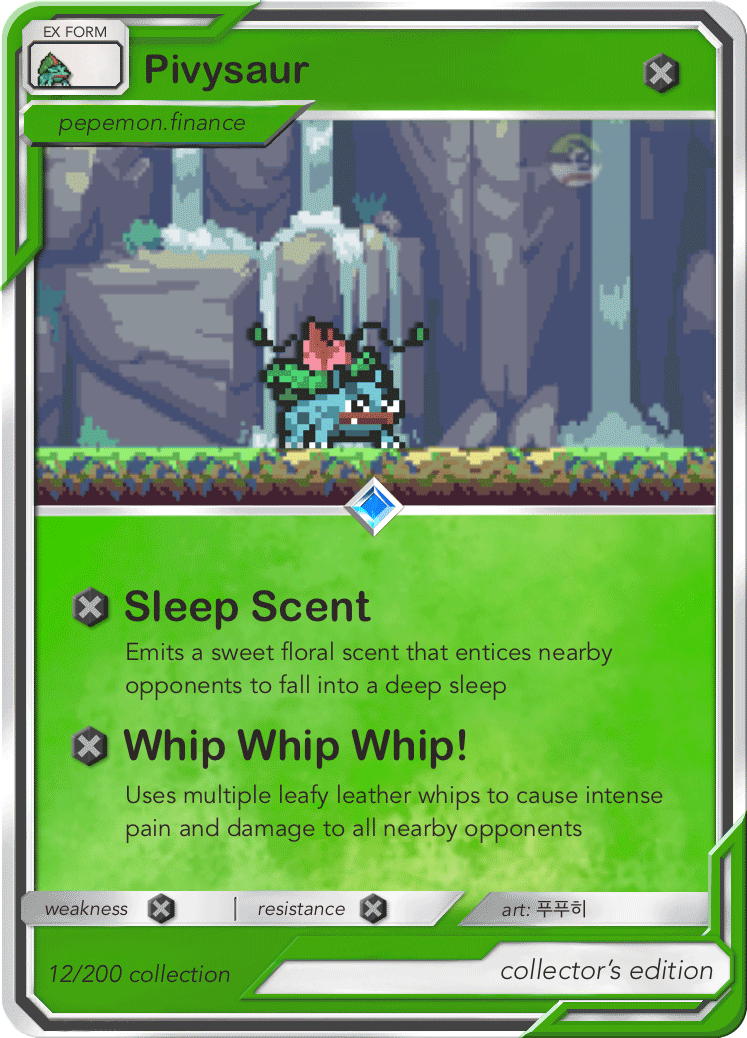 EX FORM
Pivysaur
pepemon.finance
Sleep Scent
Emits a sweet floral scent that entices nearby
opponents to fall into a deep sleep
Whip Whip Whip!
Uses multiple leafy leather whips to cause intense
pain and damage to all nearby opponents
weakness | resistance art: 푸푸히
12/200 collection
collector's edition